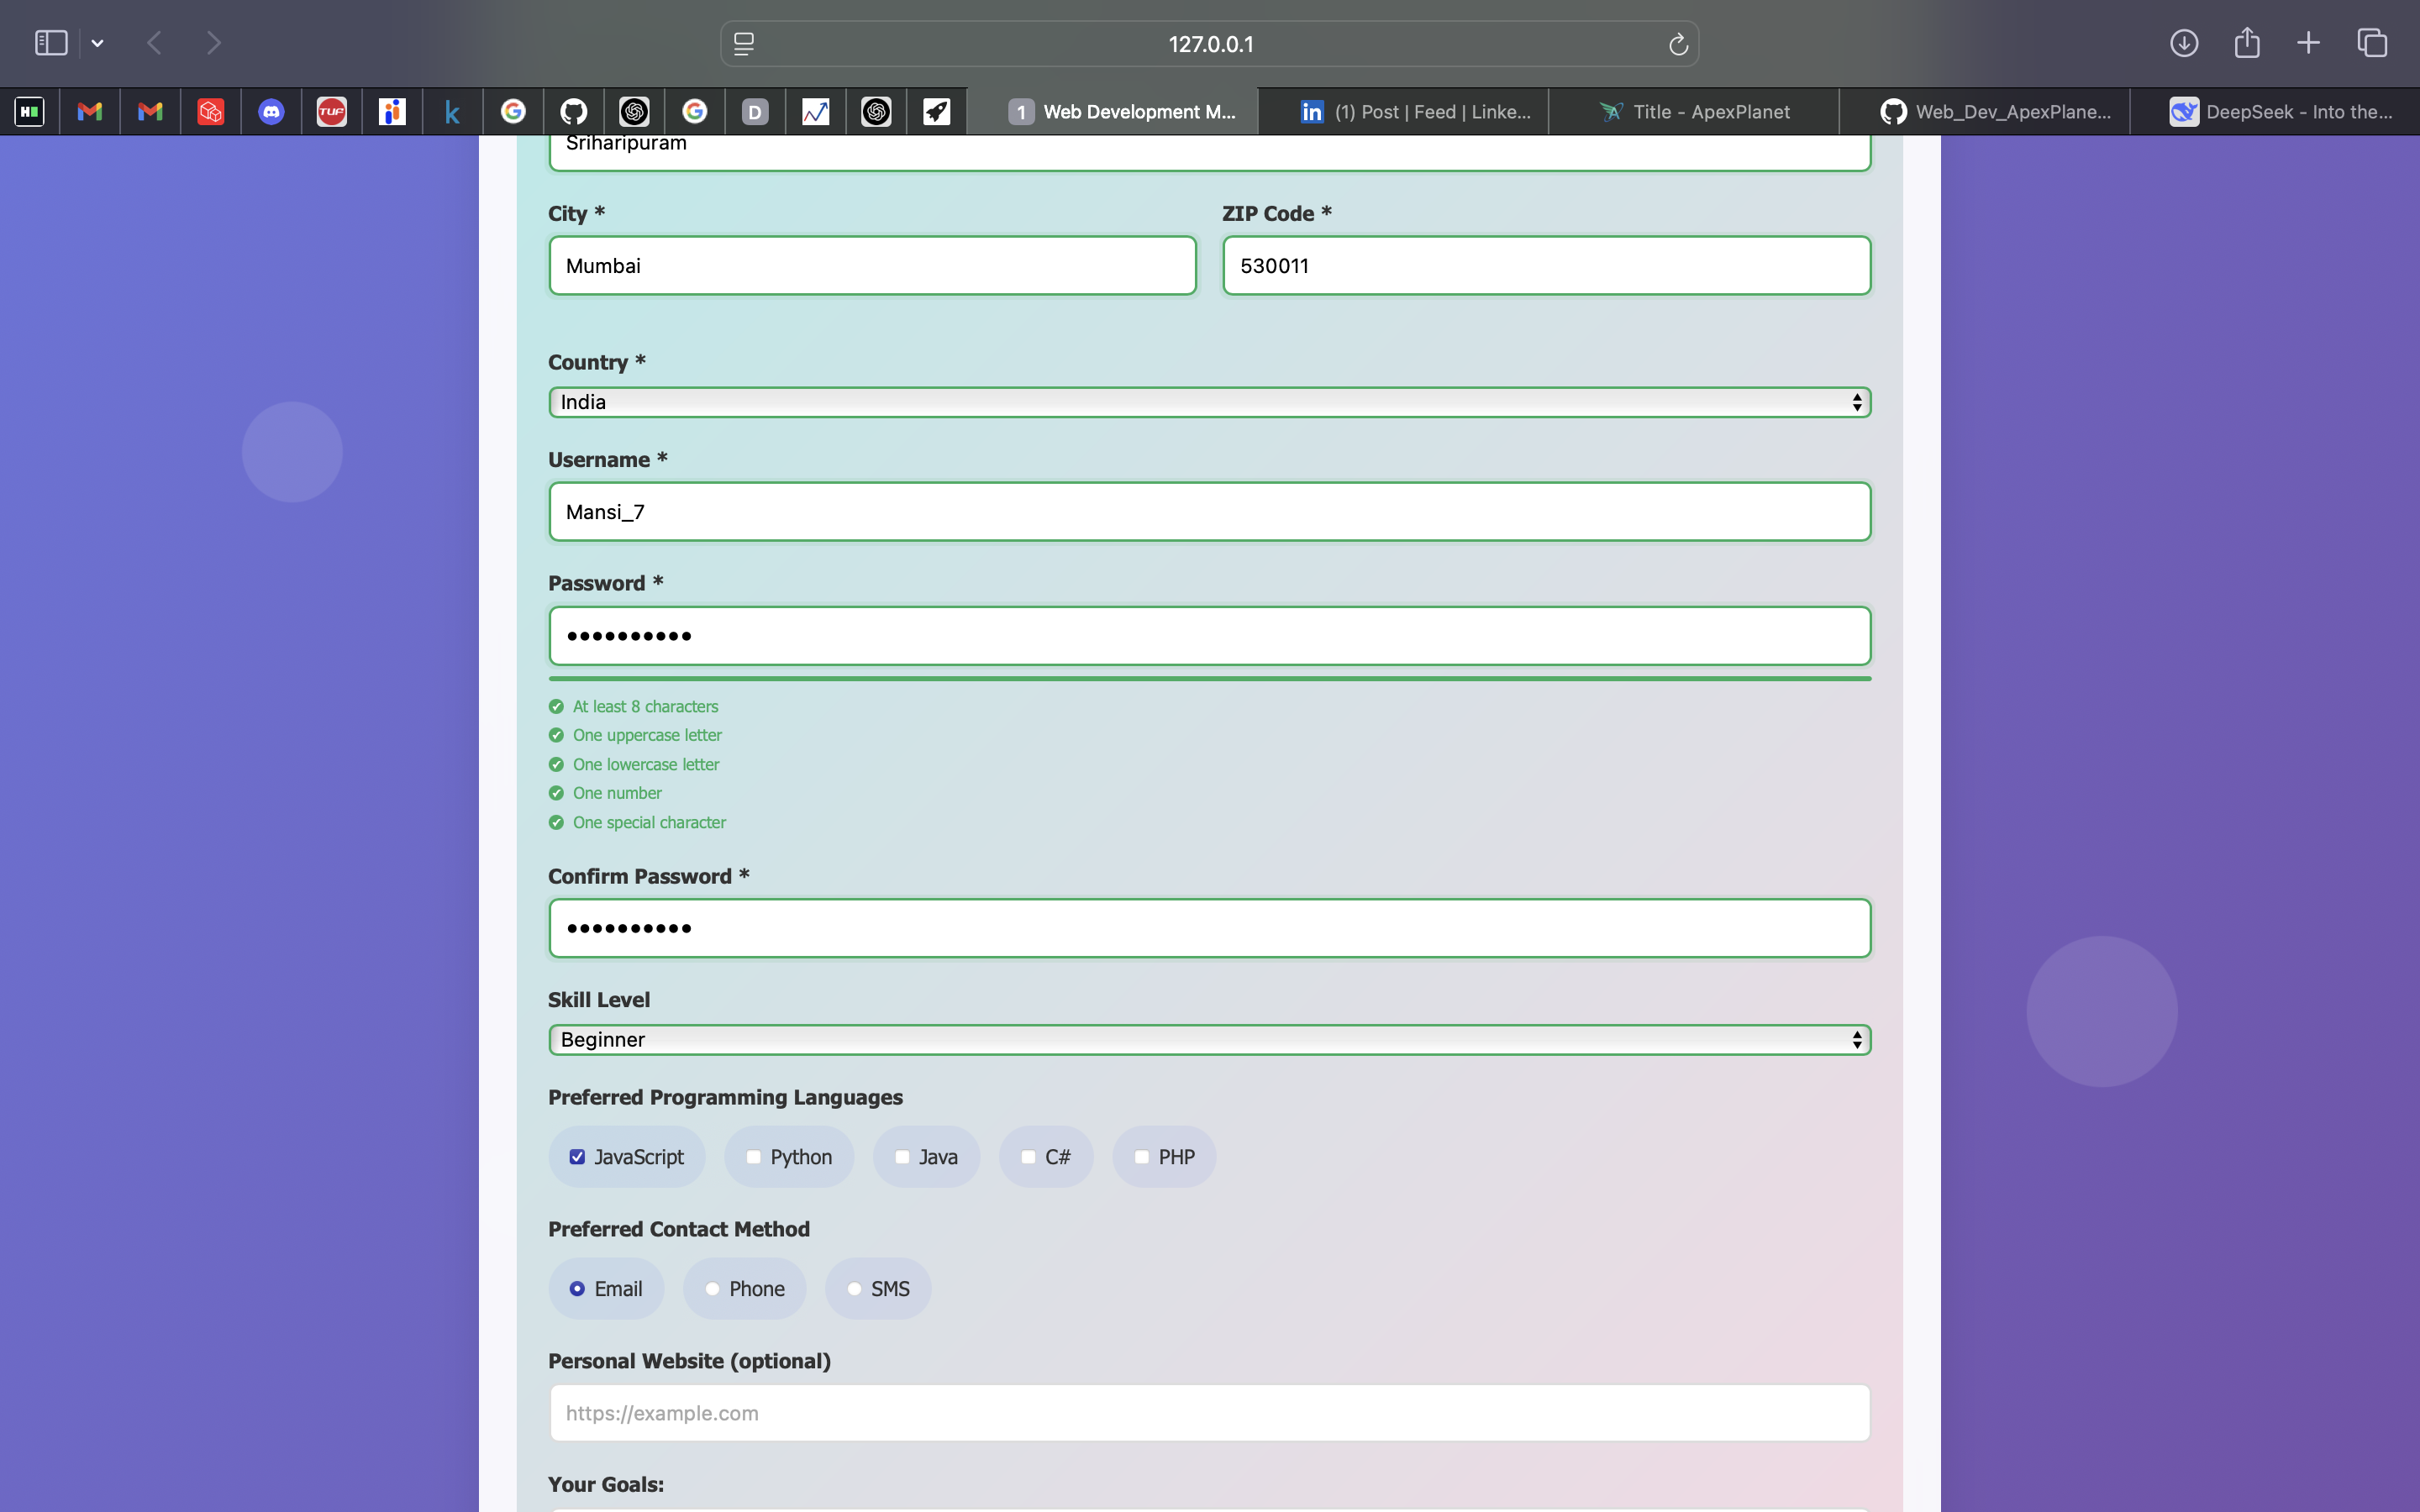 127.0.0.1
H
TUF
k
D
1 Web Development M...
in (1) Post | Feed | Linke...
Title - ApexPlanet
Web_Dev_ApexPlane...
DeepSeek - Into the...
Sriharipuram
City * ZIP Code *
Mumbai 530011
Country *
India
Username *
Mansi_7
Password *
At least 8 characters
One uppercase letter
One lowercase letter
One number
One special character
Confirm Password *
Skill Level
Beginner
Preferred Programming Languages
JavaScript Python Java C# PHP
Preferred Contact Method
Email Phone SMS
Personal Website (optional)
https://example.com
Your Goals: